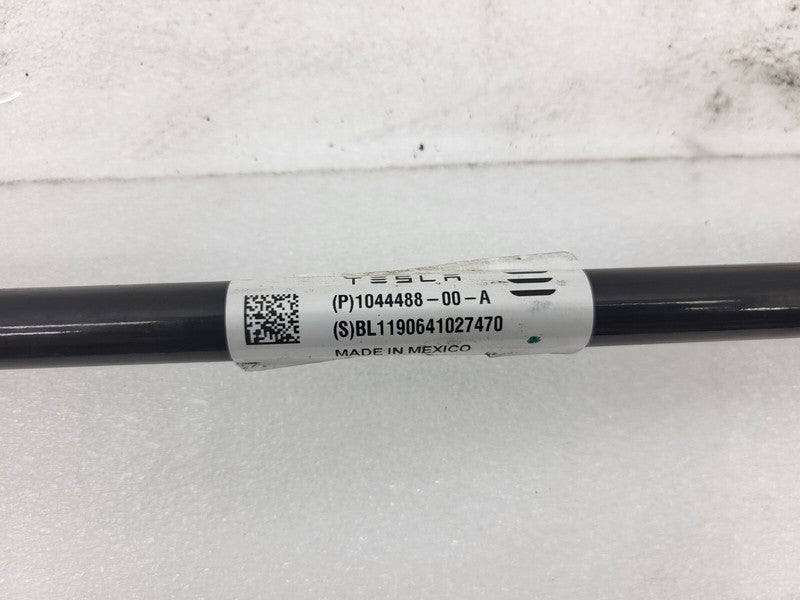 TESLA
(P)1044488-00-A
(S)BL1190641027470
MADE IN MEXICO